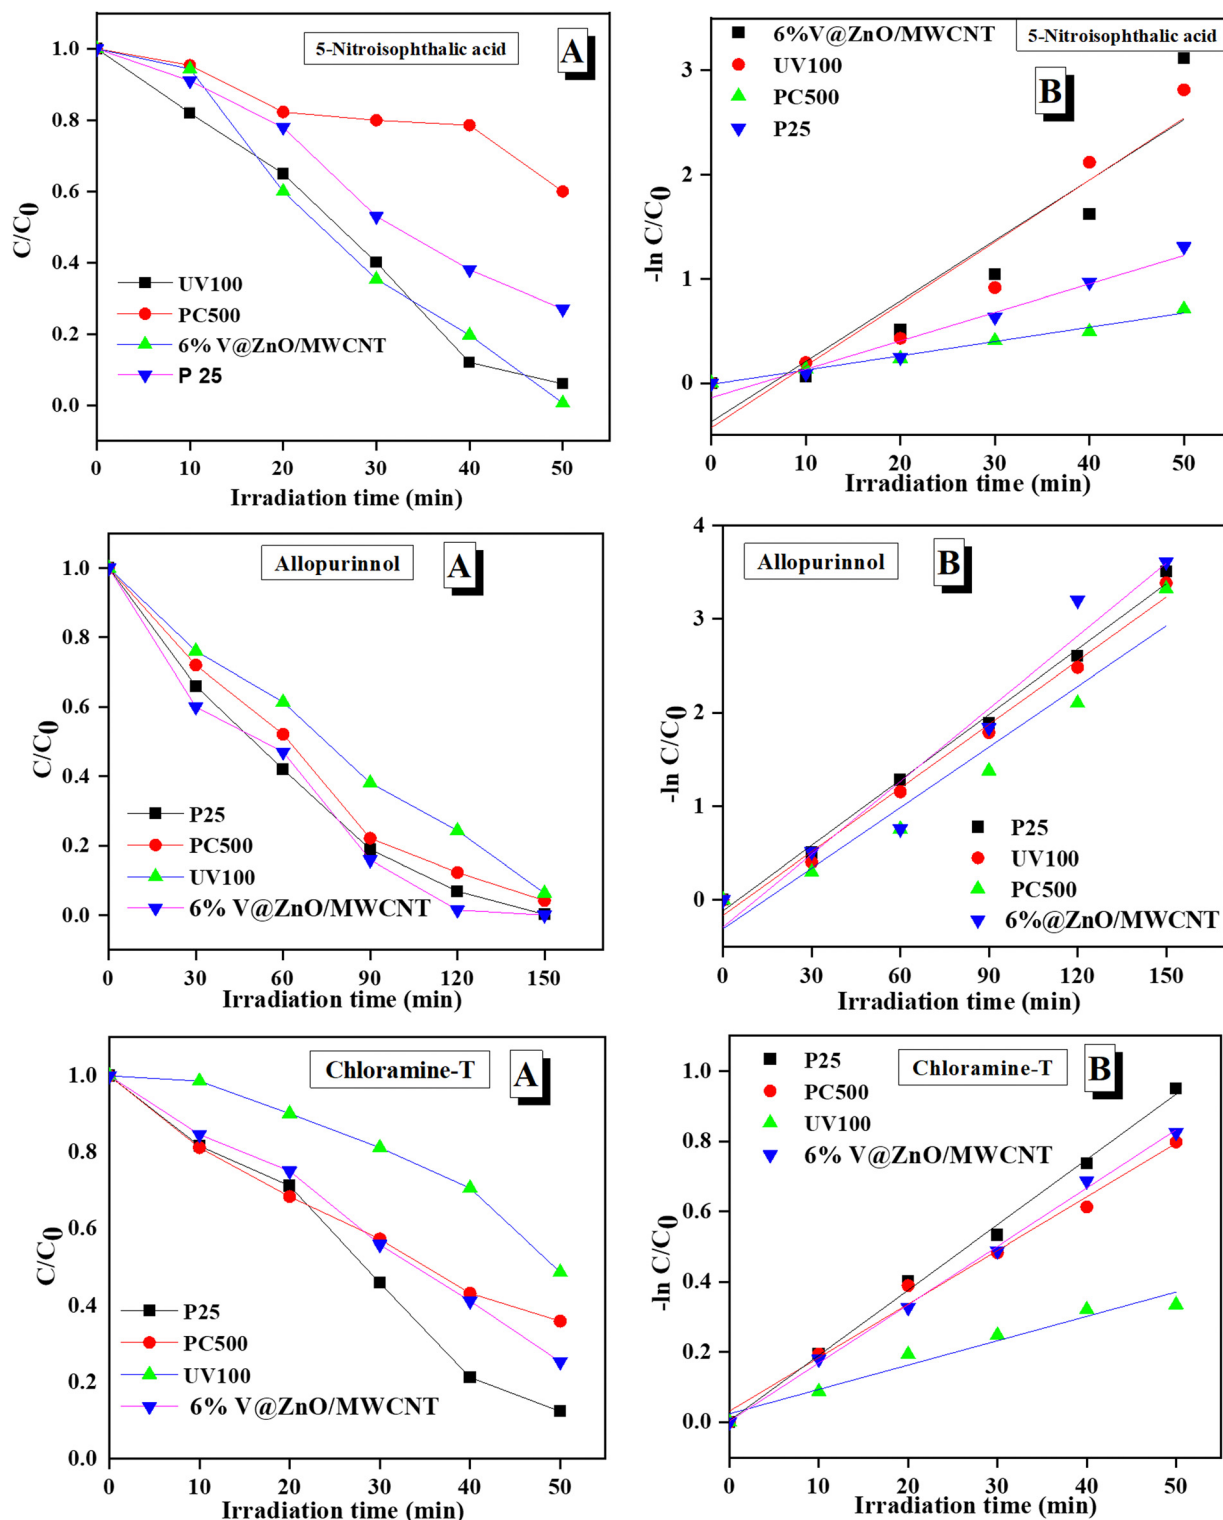 5-Nitroisophthalic acid
A
1.0
0.8
0.6
0.4
0.2
0.0
C/C0
UV100
PC500
6% V@ZnO/MWCNT
P 25
0
10
20
30
40
50
Irradiation time (min)
6%V@ZnO/MWCNT
UV100
PC500
P25
5-Nitroisophthalic acid
B
3
2
1
0
-ln C/C0
0
10
20
30
40
50
Irradiation time (min)
Allopurinnol
A
1.0
0.8
0.6
0.4
0.2
0.0
C/C0
P25
PC500
UV100
6% V@ZnO/MWCNT
0
30
60
90
120
150
Irradiation time (min)
Allopurinnol
B
4
3
2
1
0
-ln C/C0
P25
UV100
PC500
6%@ZnO/MWCNT
0
30
60
90
120
150
Irradiation time (min)
Chloramine-T
A
1.0
0.8
0.6
0.4
0.2
0.0
C/C0
P25
PC500
UV100
6% V@ZnO/MWCNT
0
10
20
30
40
50
Irradiation time (min)
P25
PC500
UV100
6% V@ZnO/MWCNT
Chloramine-T
B
1.0
0.8
0.6
0.4
0.2
0.0
-ln C/C0
0
10
20
30
40
50
Irradiation time (min)